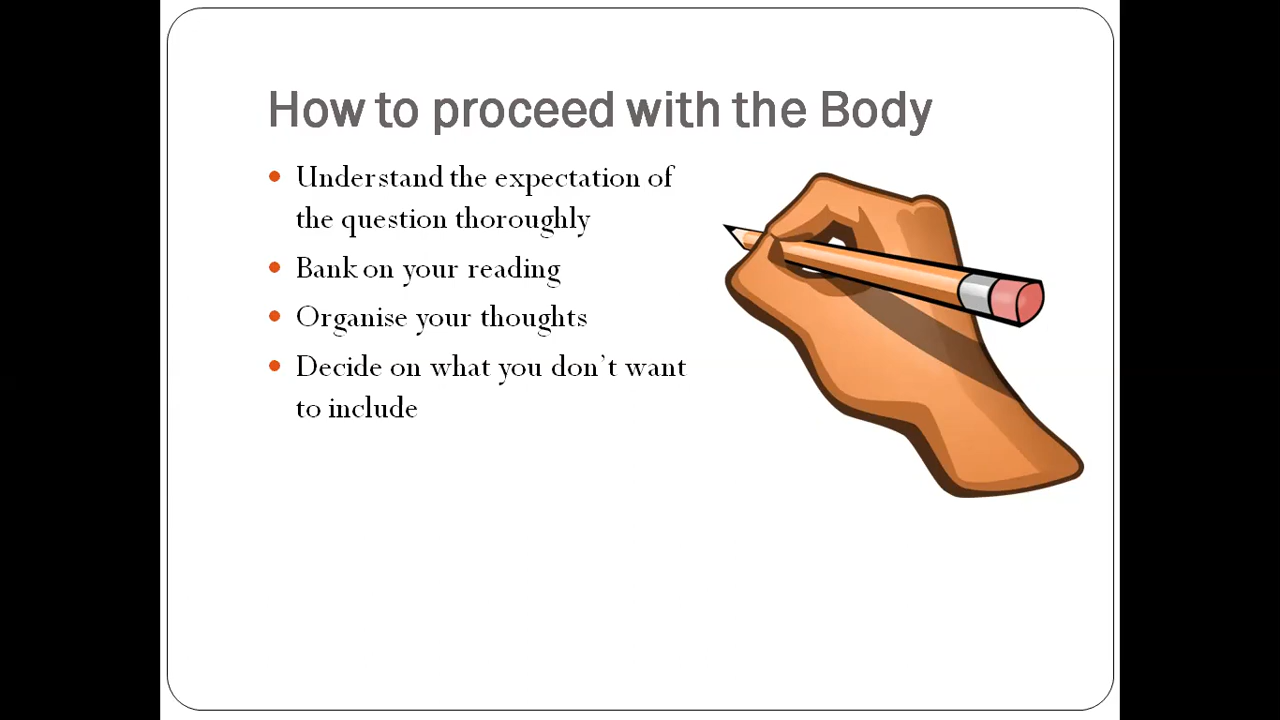 How to proceed with the Body
• Understand the expectation of
the question thoroughly
• Bank on your reading
• Organise your thoughts
• Decide on what you don’t want
to include